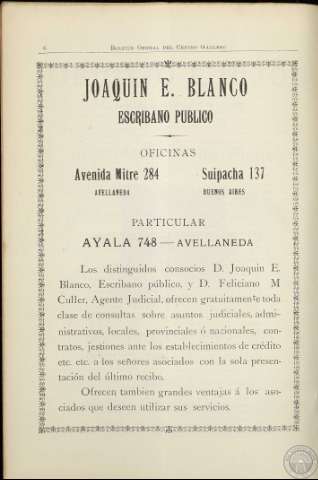 6 BOLETIN OFICIAL DEL CENTRO GALLEGO
JOAQUIN E. BLANCO
ESCRIBANO PUBLICO
OFICINAS
Avenida Mitre 284 Suipacha 137
AVELLANEDA BUENOS AIRES
PARTICULAR
AYALA 748 — AVELLANEDA
Los distinguidos consocios D. Joaquin E.
Blanco, Escribano público, y D. Feliciano M
Culler, Agente Judicial, ofrecen gratuitamente toda
clase de consultas sobre asuntos judiciales, admi-
nistrativos, locales, provinciales ó nacionales, con-
tratos, jestiones ante los establecimientos de crédito
etc. etc. a los señores asociados con la sola presen-
tación del último recibo.
Ofrecen tambien grandes ventajas á los aso-
ciados que deseen utilizar sus servicios.